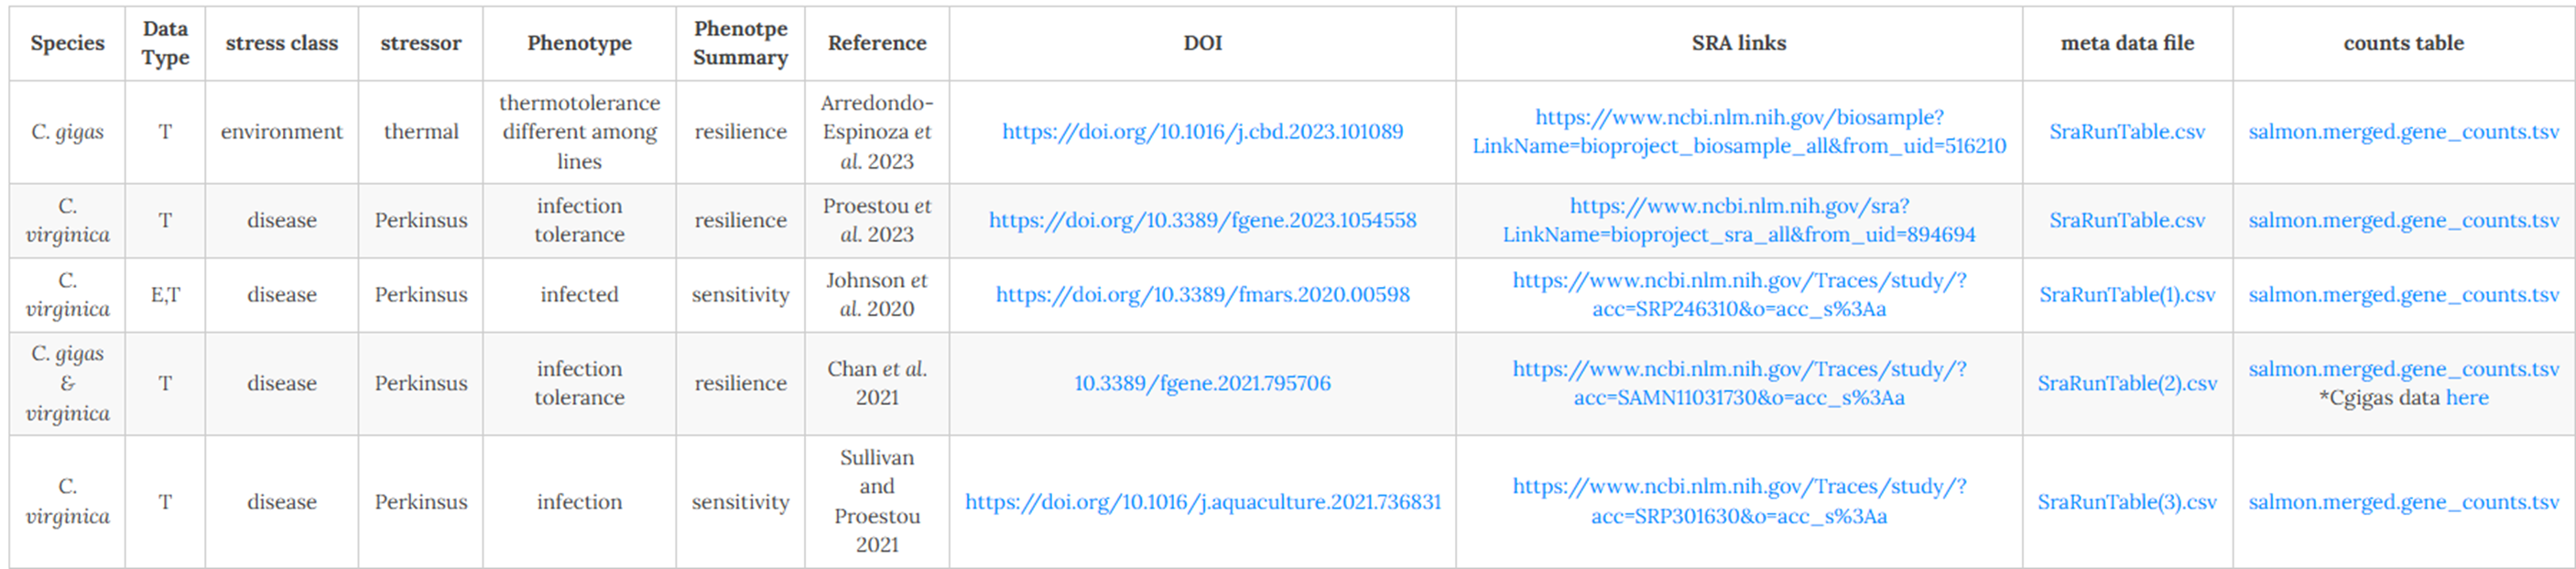 Species
Data
Type
stress class
stressor
Phenotype
Phenotpe
Summary
Reference
DOI
SRA links
meta data file
counts table
C. gigas
T
environment
thermal
thermotolerance
different among
lines
resilience
Arredondo-
Espinoza et
al. 2023
https://doi.org/10.1016/j.cbd.2023.101089
https://www.ncbi.nlm.nih.gov/biosample?
LinkName=bioproject_biosample_all&from_uid=516210
SraRunTable.csv
salmon.merged.gene_counts.tsv
C.
virginica
T
disease
Perkinsus
infection
tolerance
resilience
Proestou et
al. 2023
https://doi.org/10.3389/fgene.2023.1054558
https://www.ncbi.nlm.nih.gov/sra?
LinkName=bioproject_sra_all&from_uid=894694
SraRunTable.csv
salmon.merged.gene_counts.tsv
C.
virginica
E,T
disease
Perkinsus
infected
sensitivity
Johnson et
al. 2020
https://doi.org/10.3389/fmars.2020.00598
https://www.ncbi.nlm.nih.gov/Traces/study/?
acc=SRP246310&o=acc_s%3Aa
SraRunTable(1).csv
salmon.merged.gene_counts.tsv
C. gigas
&
virginica
T
disease
Perkinsus
infection
tolerance
resilience
Chan et al.
2021
10.3389/fgene.2021.795706
https://www.ncbi.nlm.nih.gov/Traces/study/?
acc=SAMN11031730&o=acc_s%3Aa
SraRunTable(2).csv
salmon.merged.gene_counts.tsv
*Cgigas data here
C.
virginica
T
disease
Perkinsus
infection
sensitivity
Sullivan
and
Proestou
2021
https://doi.org/10.1016/j.aquaculture.2021.736831
https://www.ncbi.nlm.nih.gov/Traces/study/?
acc=SRP301630&o=acc_s%3Aa
SraRunTable(3).csv
salmon.merged.gene_counts.tsv